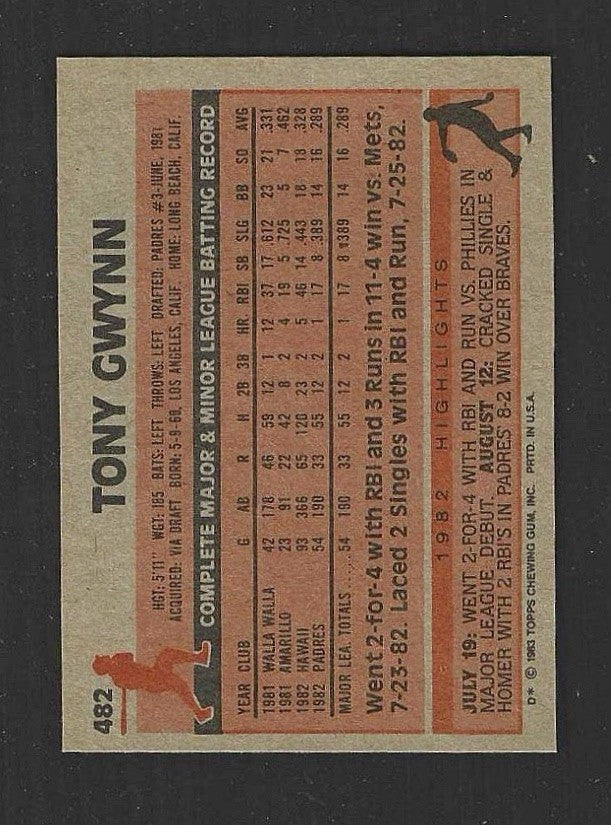 482
TONY GWYNN
HGT: 5'11" WGT: 185 BATS: LEFT THROWS: LEFT DRAFTED: PADRES #3-JUNE, 1981
ACQUIRED: VIA DRAFT BORN: 5-9-60, LOS ANGELES, CALIF. HOME: LONG BEACH, CALIF.
COMPLETE MAJOR & MINOR LEAGUE BATTING RECORD
YEAR CLUB G AB R H 2B 3B HR RBI SB SLG BB SO AVG
1981 WALLA WALLA 42 178 46 59 12 1 12 37 17 .612 23 21 .331
1981 AMARILLO 23 91 22 42 8 2 4 19 5 .725 5 7 .462
1982 HAWAII 93 366 65 120 23 2 5 46 14 .443 18 18 .328
1982 PADRES 54 190 33 55 12 2 1 17 8 .389 14 16 .289
MAJOR LEA. TOTALS ..... 54 190 33 55 12 2 1 17 8 .389 14 16 .289
Went 2-for-4 with RBI and 3 Runs in 11-4 win vs. Mets,
7-23-82. Laced 2 Singles with RBI and Run, 7-25-82.
1982 HIGHLIGHTS
JULY 19: WENT 2-FOR-4 WITH RBI AND RUN VS. PHILLIES IN
MAJOR LEAGUE DEBUT. AUGUST 12: CRACKED SINGLE &
HOMER WITH 2 RBI'S IN PADRES' 8-2 WIN OVER BRAVES.
D* © 1983 TOPPS CHEWING GUM, INC. PRTD. IN U.S.A.